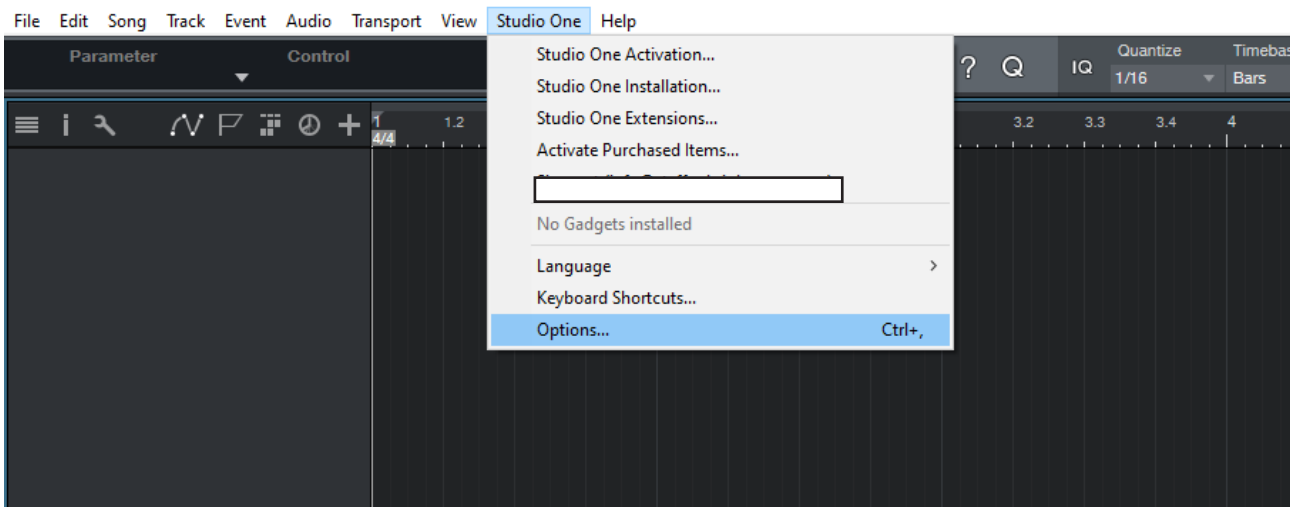 File Edit Song Track Event Audio Transport View Studio One Help
Parameter Control
? Q IQ Quantize Timebas
1/16 Bars
1 1.2 3.2 3.3 3.4 4
4/4
Studio One Activation...
Studio One Installation...
Studio One Extensions...
Activate Purchased Items...
No Gadgets installed
Language
Keyboard Shortcuts...
Options... Ctrl+,